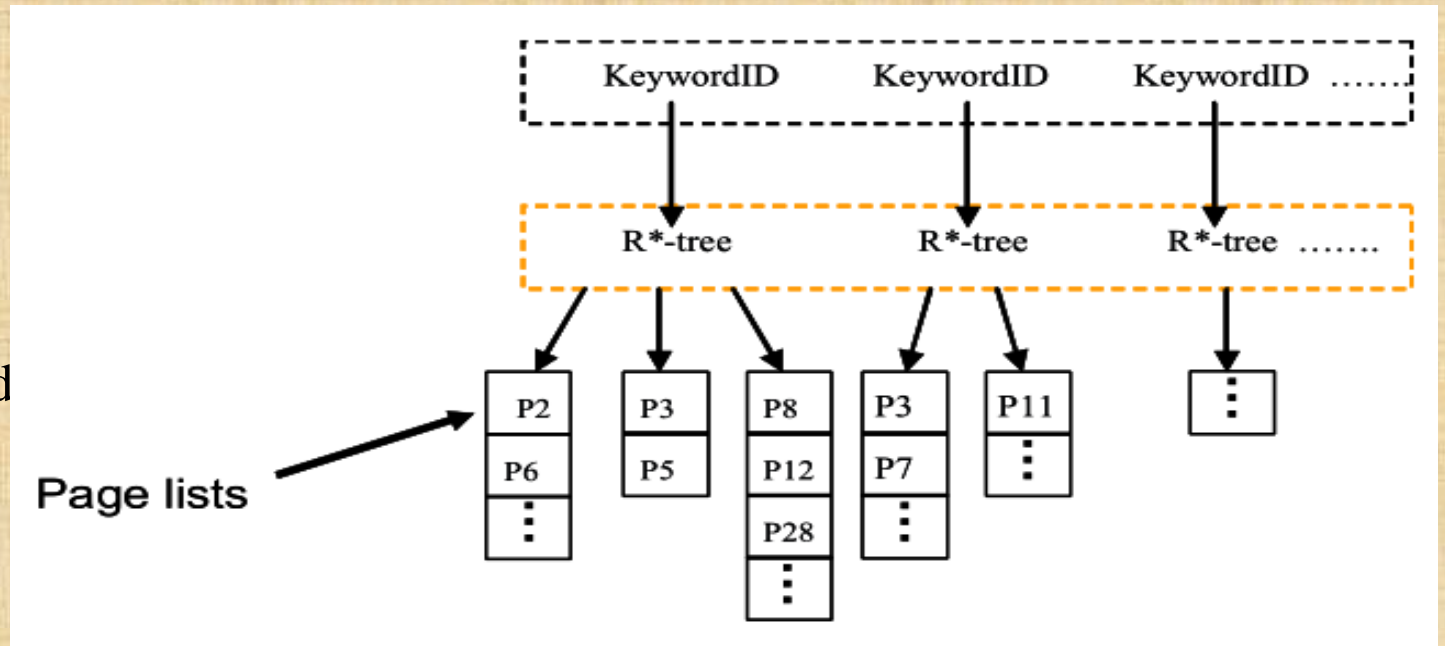 KeywordID KeywordID KeywordID .......
R*-tree R*-tree R*-tree .......
d
P2 P3 P8 P3 P11 ⋮
P6 P5 P12 P7 ⋮
Page lists
⋮ P28 ⋮
⋮